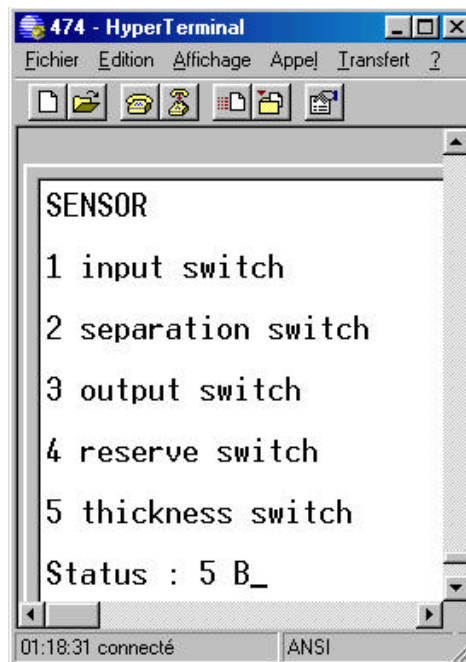 474 - HyperTerminal
Fichier Edition Affichage Appel Transfert ?
SENSOR
1 input switch
2 separation switch
3 output switch
4 reserve switch
5 thickness switch
Status : 5 B_
01:18:31 connecté ANSI